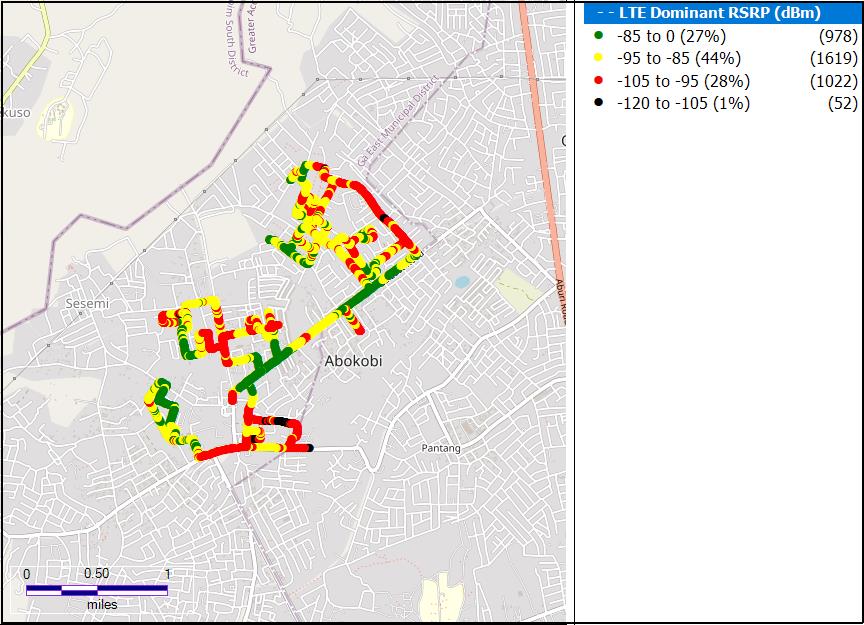 -- LTE Dominant RSRP (dBm)
-85 to 0 (27%) (978)
-95 to -85 (44%) (1619)
-105 to -95 (28%) (1022)
-120 to -105 (1%) (52)
Greater Ac
m South District
kuso
Ga East Municipal District
Sesemi
Aburi Road
Abokobi
Pantang
0 0.50 1
miles